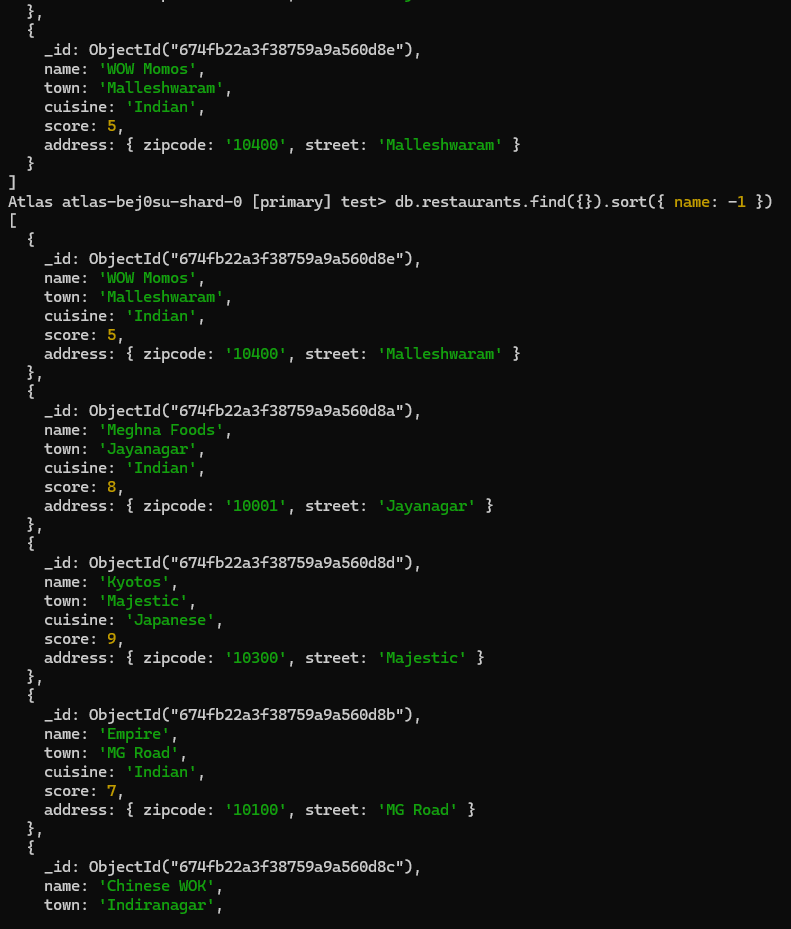 },
  {
    _id: ObjectId("674fb22a3f38759a9a560d8e"),
    name: 'WOW Momos',
    town: 'Malleshwaram',
    cuisine: 'Indian',
    score: 5,
    address: { zipcode: '10400', street: 'Malleshwaram' }
  }
]
Atlas atlas-bej0su-shard-0 [primary] test> db.restaurants.find({}).sort({ name: -1 })
[
  {
    _id: ObjectId("674fb22a3f38759a9a560d8e"),
    name: 'WOW Momos',
    town: 'Malleshwaram',
    cuisine: 'Indian',
    score: 5,
    address: { zipcode: '10400', street: 'Malleshwaram' }
  },
  {
    _id: ObjectId("674fb22a3f38759a9a560d8a"),
    name: 'Meghna Foods',
    town: 'Jayanagar',
    cuisine: 'Indian',
    score: 8,
    address: { zipcode: '10001', street: 'Jayanagar' }
  },
  {
    _id: ObjectId("674fb22a3f38759a9a560d8d"),
    name: 'Kyotos',
    town: 'Majestic',
    cuisine: 'Japanese',
    score: 9,
    address: { zipcode: '10300', street: 'Majestic' }
  },
  {
    _id: ObjectId("674fb22a3f38759a9a560d8b"),
    name: 'Empire',
    town: 'MG Road',
    cuisine: 'Indian',
    score: 7,
    address: { zipcode: '10100', street: 'MG Road' }
  },
  {
    _id: ObjectId("674fb22a3f38759a9a560d8c"),
    name: 'Chinese WOK',
    town: 'Indiranagar',